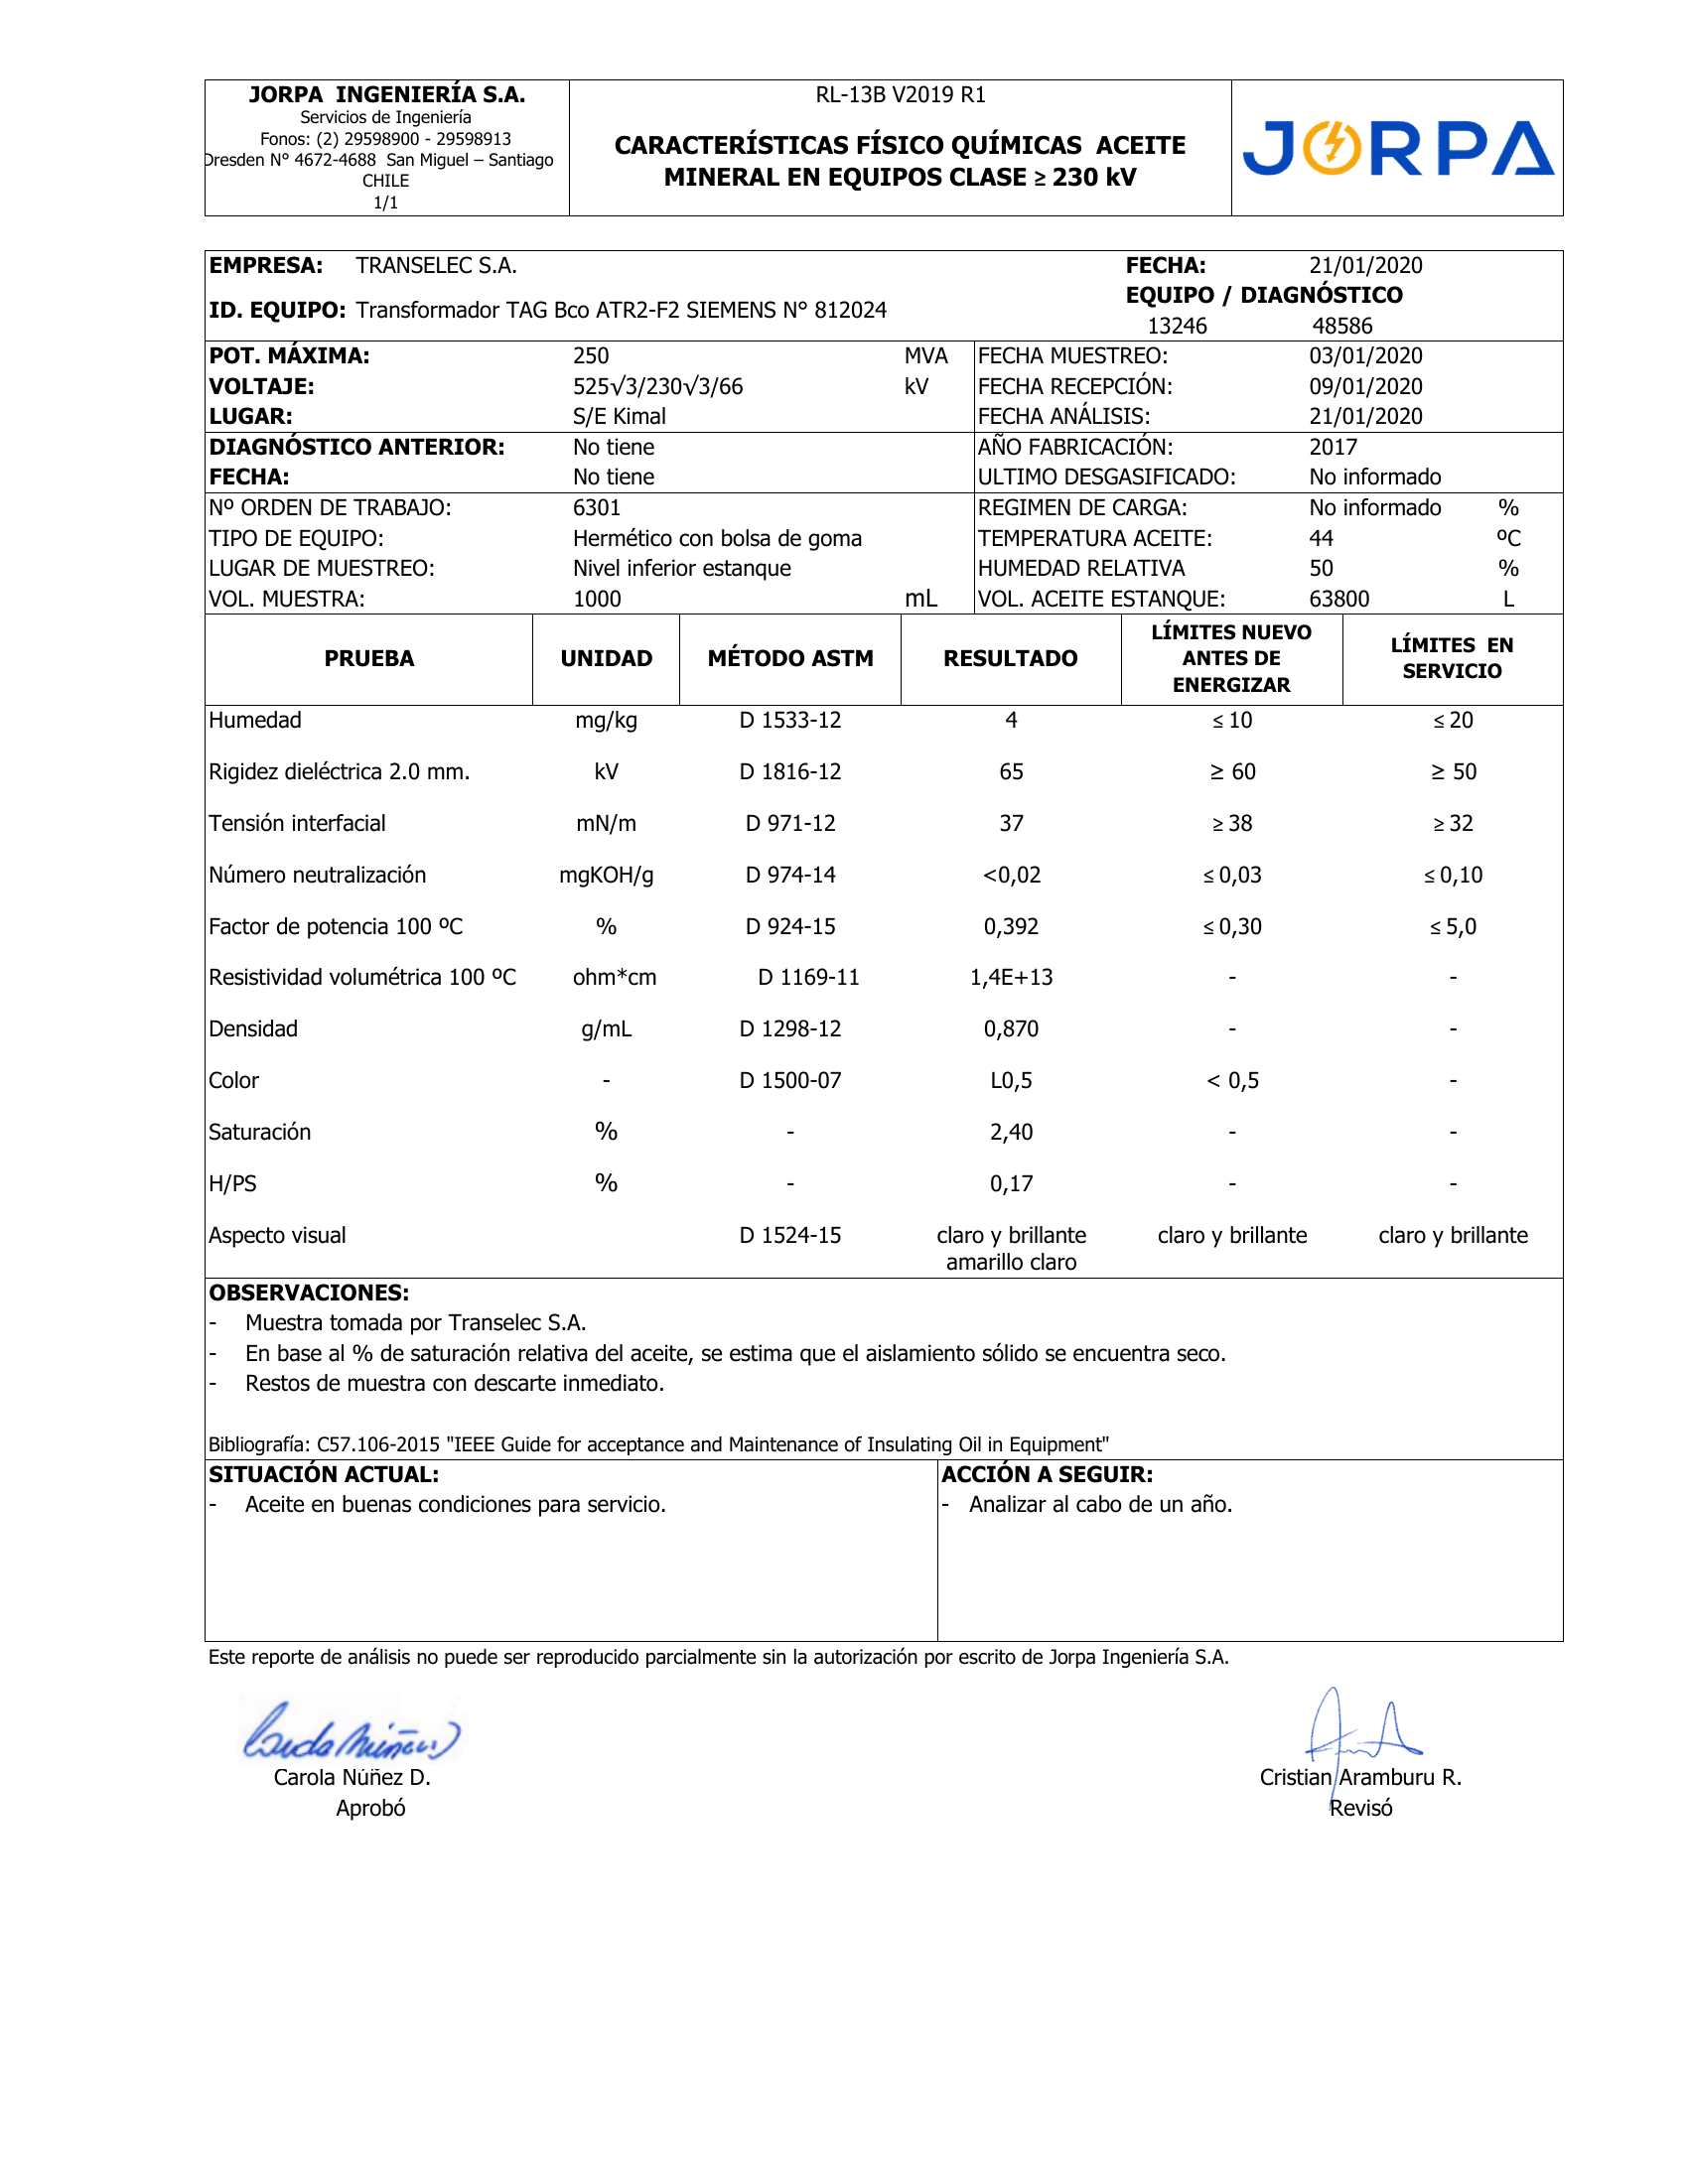 JORPA  INGENIERÍA S.A.
Servicios de Ingeniería
Fonos: (2) 29598900 - 29598913
Dresden N° 4672-4688  San Miguel – Santiago
CHILE
1/1
RL-13B V2019 R1
CARACTERÍSTICAS FÍSICO QUÍMICAS  ACEITE
MINERAL EN EQUIPOS CLASE ≥ 230 kV
JORPA
EMPRESA: TRANSELEC S.A. FECHA: 21/01/2020
ID. EQUIPO: Transformador TAG Bco ATR2-F2 SIEMENS N° 812024 EQUIPO / DIAGNÓSTICO
13246 48586
POT. MÁXIMA: 250 MVA FECHA MUESTREO: 03/01/2020
VOLTAJE: 525√3/230√3/66 kV FECHA RECEPCIÓN: 09/01/2020
LUGAR: S/E Kimal FECHA ANÁLISIS: 21/01/2020
DIAGNÓSTICO ANTERIOR: No tiene AÑO FABRICACIÓN: 2017
FECHA: No tiene ULTIMO DESGASIFICADO: No informado
Nº ORDEN DE TRABAJO: 6301 REGIMEN DE CARGA: No informado %
TIPO DE EQUIPO: Hermético con bolsa de goma TEMPERATURA ACEITE: 44 ºC
LUGAR DE MUESTREO: Nivel inferior estanque HUMEDAD RELATIVA 50 %
VOL. MUESTRA: 1000 mL VOL. ACEITE ESTANQUE: 63800 L
PRUEBA UNIDAD MÉTODO ASTM RESULTADO LÍMITES NUEVO ANTES DE ENERGIZAR LÍMITES  EN SERVICIO
Humedad mg/kg D 1533-12 4 ≤ 10 ≤ 20
Rigidez dieléctrica 2.0 mm. kV D 1816-12 65 ≥ 60 ≥ 50
Tensión interfacial mN/m D 971-12 37 ≥ 38 ≥ 32
Número neutralización mgKOH/g D 974-14 <0,02 ≤ 0,03 ≤ 0,10
Factor de potencia 100 ºC % D 924-15 0,392 ≤ 0,30 ≤ 5,0
Resistividad volumétrica 100 ºC ohm*cm D 1169-11 1,4E+13 - -
Densidad g/mL D 1298-12 0,870 - -
Color - D 1500-07 L0,5 < 0,5 -
Saturación % - 2,40 - -
H/PS % - 0,17 - -
Aspecto visual D 1524-15 claro y brillante claro y brillante claro y brillante
amarillo claro
OBSERVACIONES:
- Muestra tomada por Transelec S.A.
- En base al % de saturación relativa del aceite, se estima que el aislamiento sólido se encuentra seco.
- Restos de muestra con descarte inmediato.
Bibliografía: C57.106-2015 "IEEE Guide for acceptance and Maintenance of Insulating Oil in Equipment"
SITUACIÓN ACTUAL: ACCIÓN A SEGUIR:
- Aceite en buenas condiciones para servicio. - Analizar al cabo de un año.
Este reporte de análisis no puede ser reproducido parcialmente sin la autorización por escrito de Jorpa Ingeniería S.A.
Carola Núñez D. Cristian Aramburu R.
Aprobó Revisó